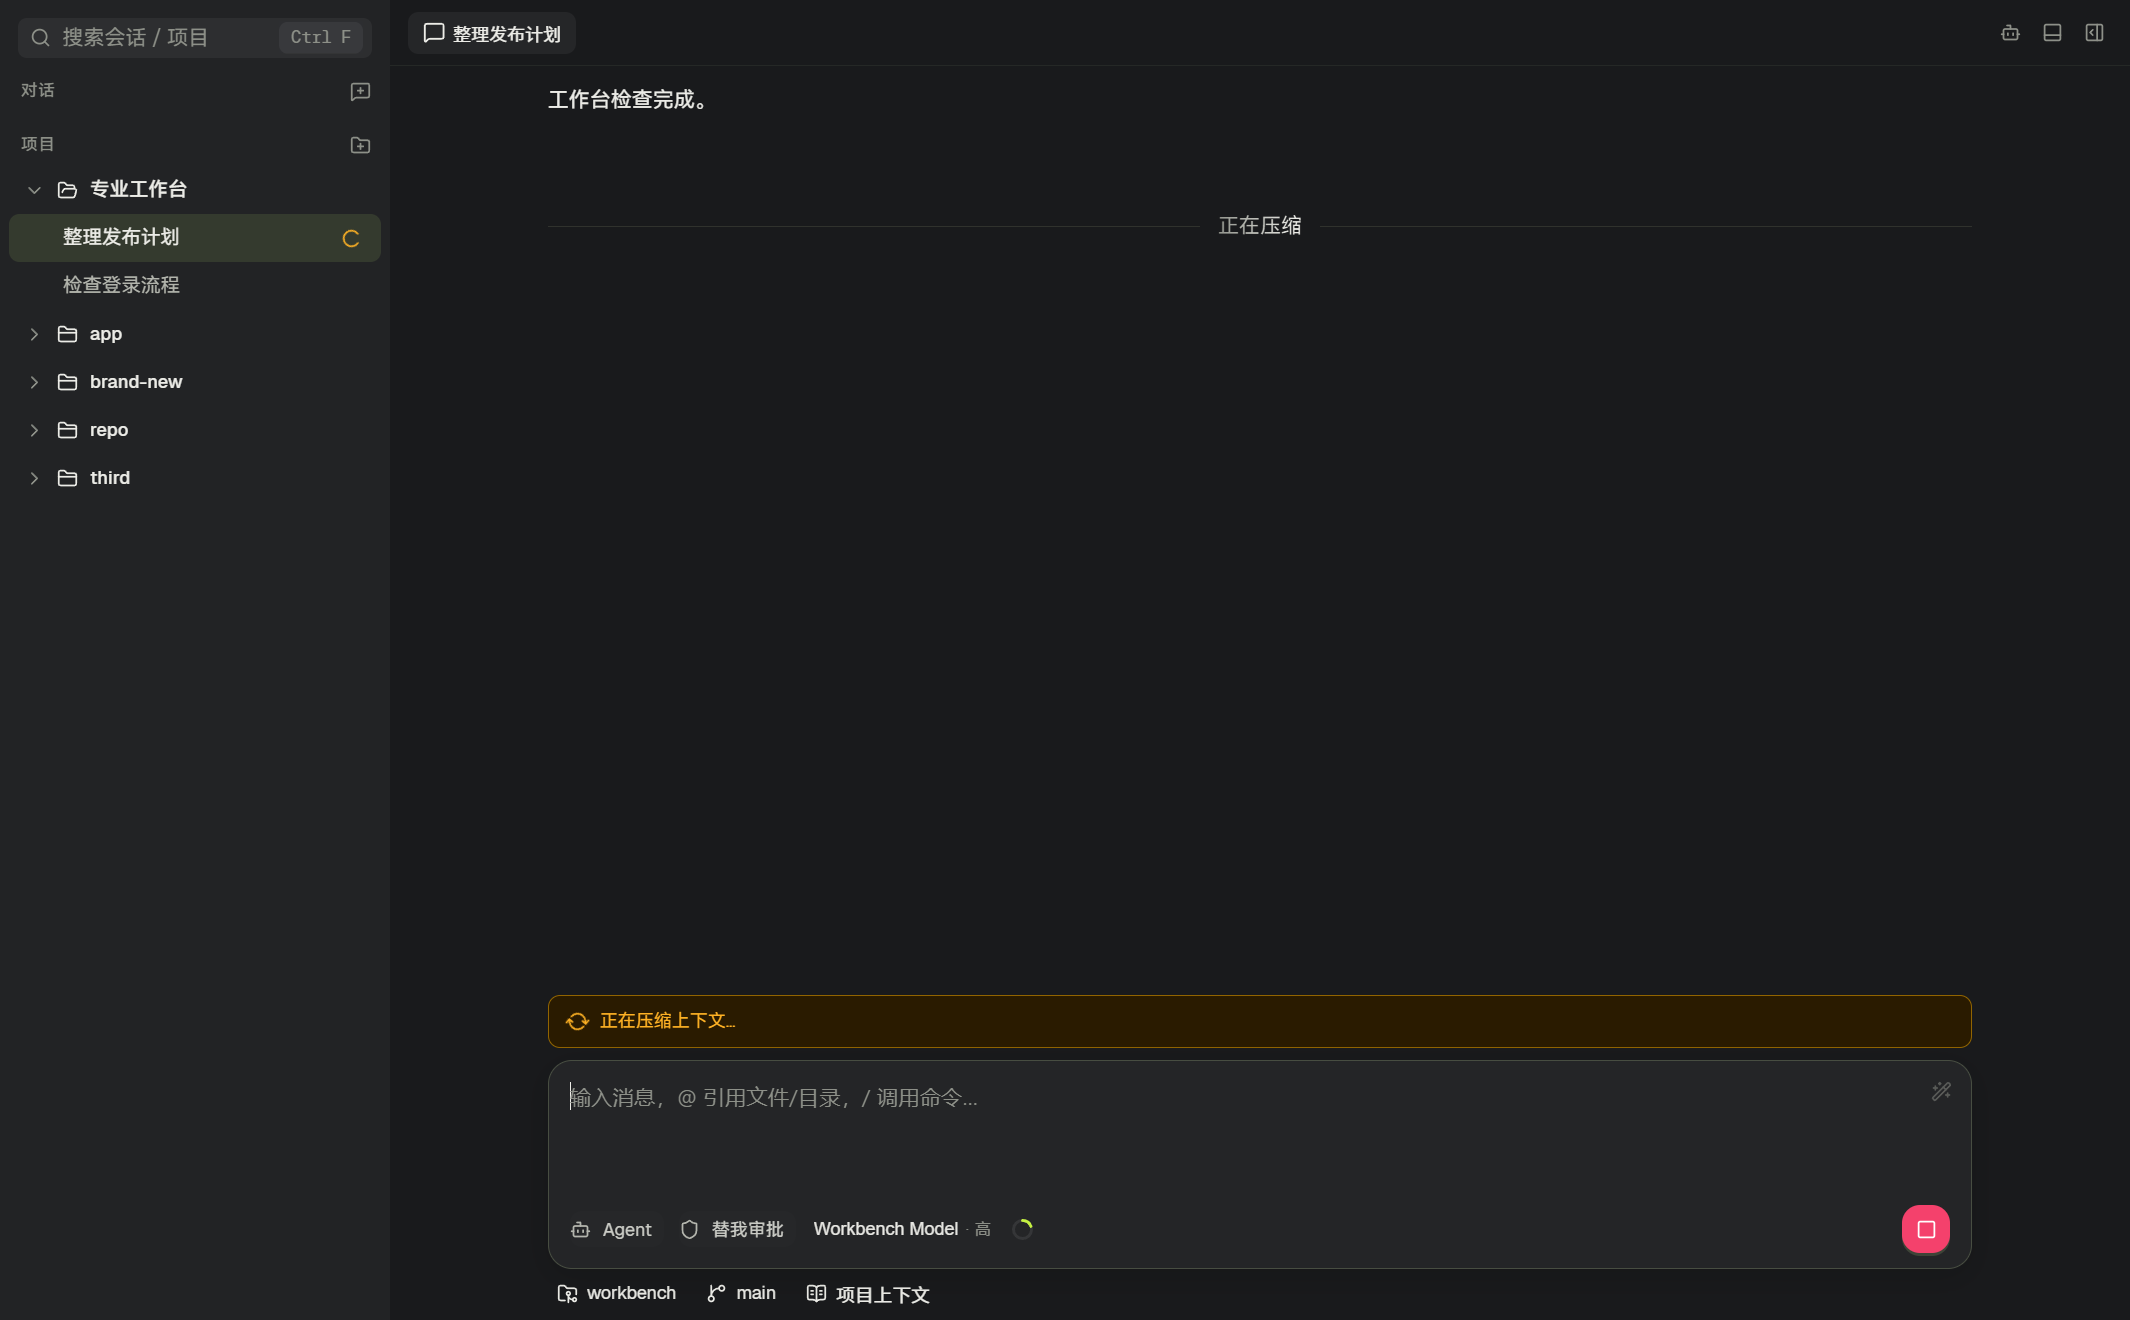 搜索会话 / 项目
Ctrl F
对话
项目
专业工作台
整理发布计划
检查登录流程
app
brand-new
repo
third
整理发布计划
工作台检查完成。
正在压缩
正在压缩上下文...
输入消息，@ 引用文件/目录，/ 调用命令...
Agent
替我审批
Workbench Model · 高
workbench
main
项目上下文